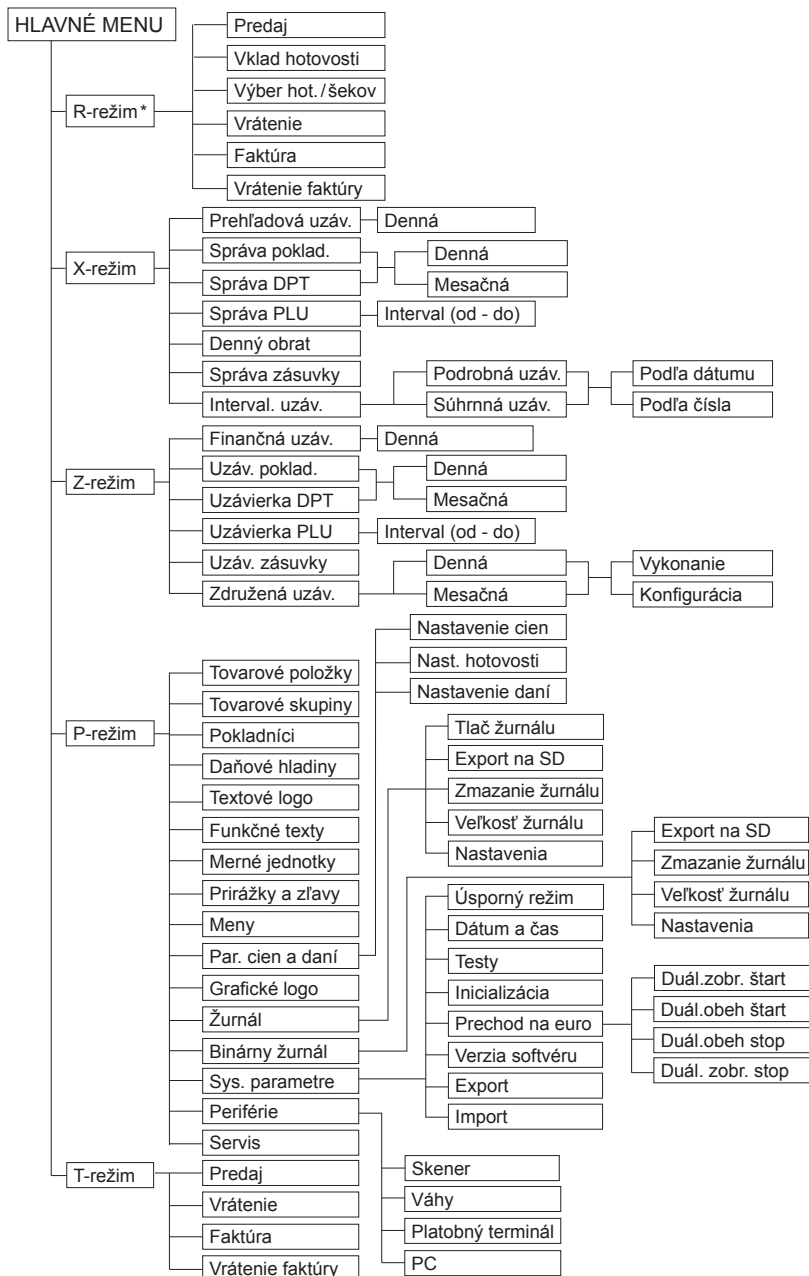 HLAVNÉ MENU
R-režim *
Predaj
Vklad hotovosti
Výber hot. / šekov
Vrátenie
Faktúra
Vrátenie faktúry
X-režim
Prehľadová uzáv.
Denná
Správa poklad.
Správa DPT
Denná
Mesačná
Správa PLU
Interval (od - do)
Denný obrat
Správa zásuvky
Interval. uzáv.
Podrobná uzáv.
Súhrnná uzáv.
Podľa dátumu
Podľa čísla
Z-režim
Finančná uzáv.
Denná
Uzáv. poklad.
Uzávierka DPT
Denná
Mesačná
Uzávierka PLU
Interval (od - do)
Uzáv. zásuvky
Združená uzáv.
Denná
Mesačná
Vykonanie
Konfigurácia
P-režim
Tovarové položky
Tovarové skupiny
Pokladníci
Daňové hladiny
Textové logo
Funkčné texty
Merné jednotky
Prirážky a zľavy
Meny
Par. cien a daní
Grafické logo
Žurnál
Binárny žurnál
Sys. parametre
Periférie
Servis
Nastavenie cien
Nast. hotovosti
Nastavenie daní
Tlač žurnálu
Export na SD
Zmazanie žurnálu
Veľkosť žurnálu
Nastavenia
Export na SD
Zmazanie žurnálu
Veľkosť žurnálu
Nastavenia
Úsporný režim
Dátum a čas
Testy
Inicializácia
Prechod na euro
Verzia softvéru
Export
Import
Duál.zobr. štart
Duál.obeh štart
Duál.obeh stop
Duál. zobr. stop
Skener
Váhy
Platobný terminál
PC
T-režim
Predaj
Vrátenie
Faktúra
Vrátenie faktúry